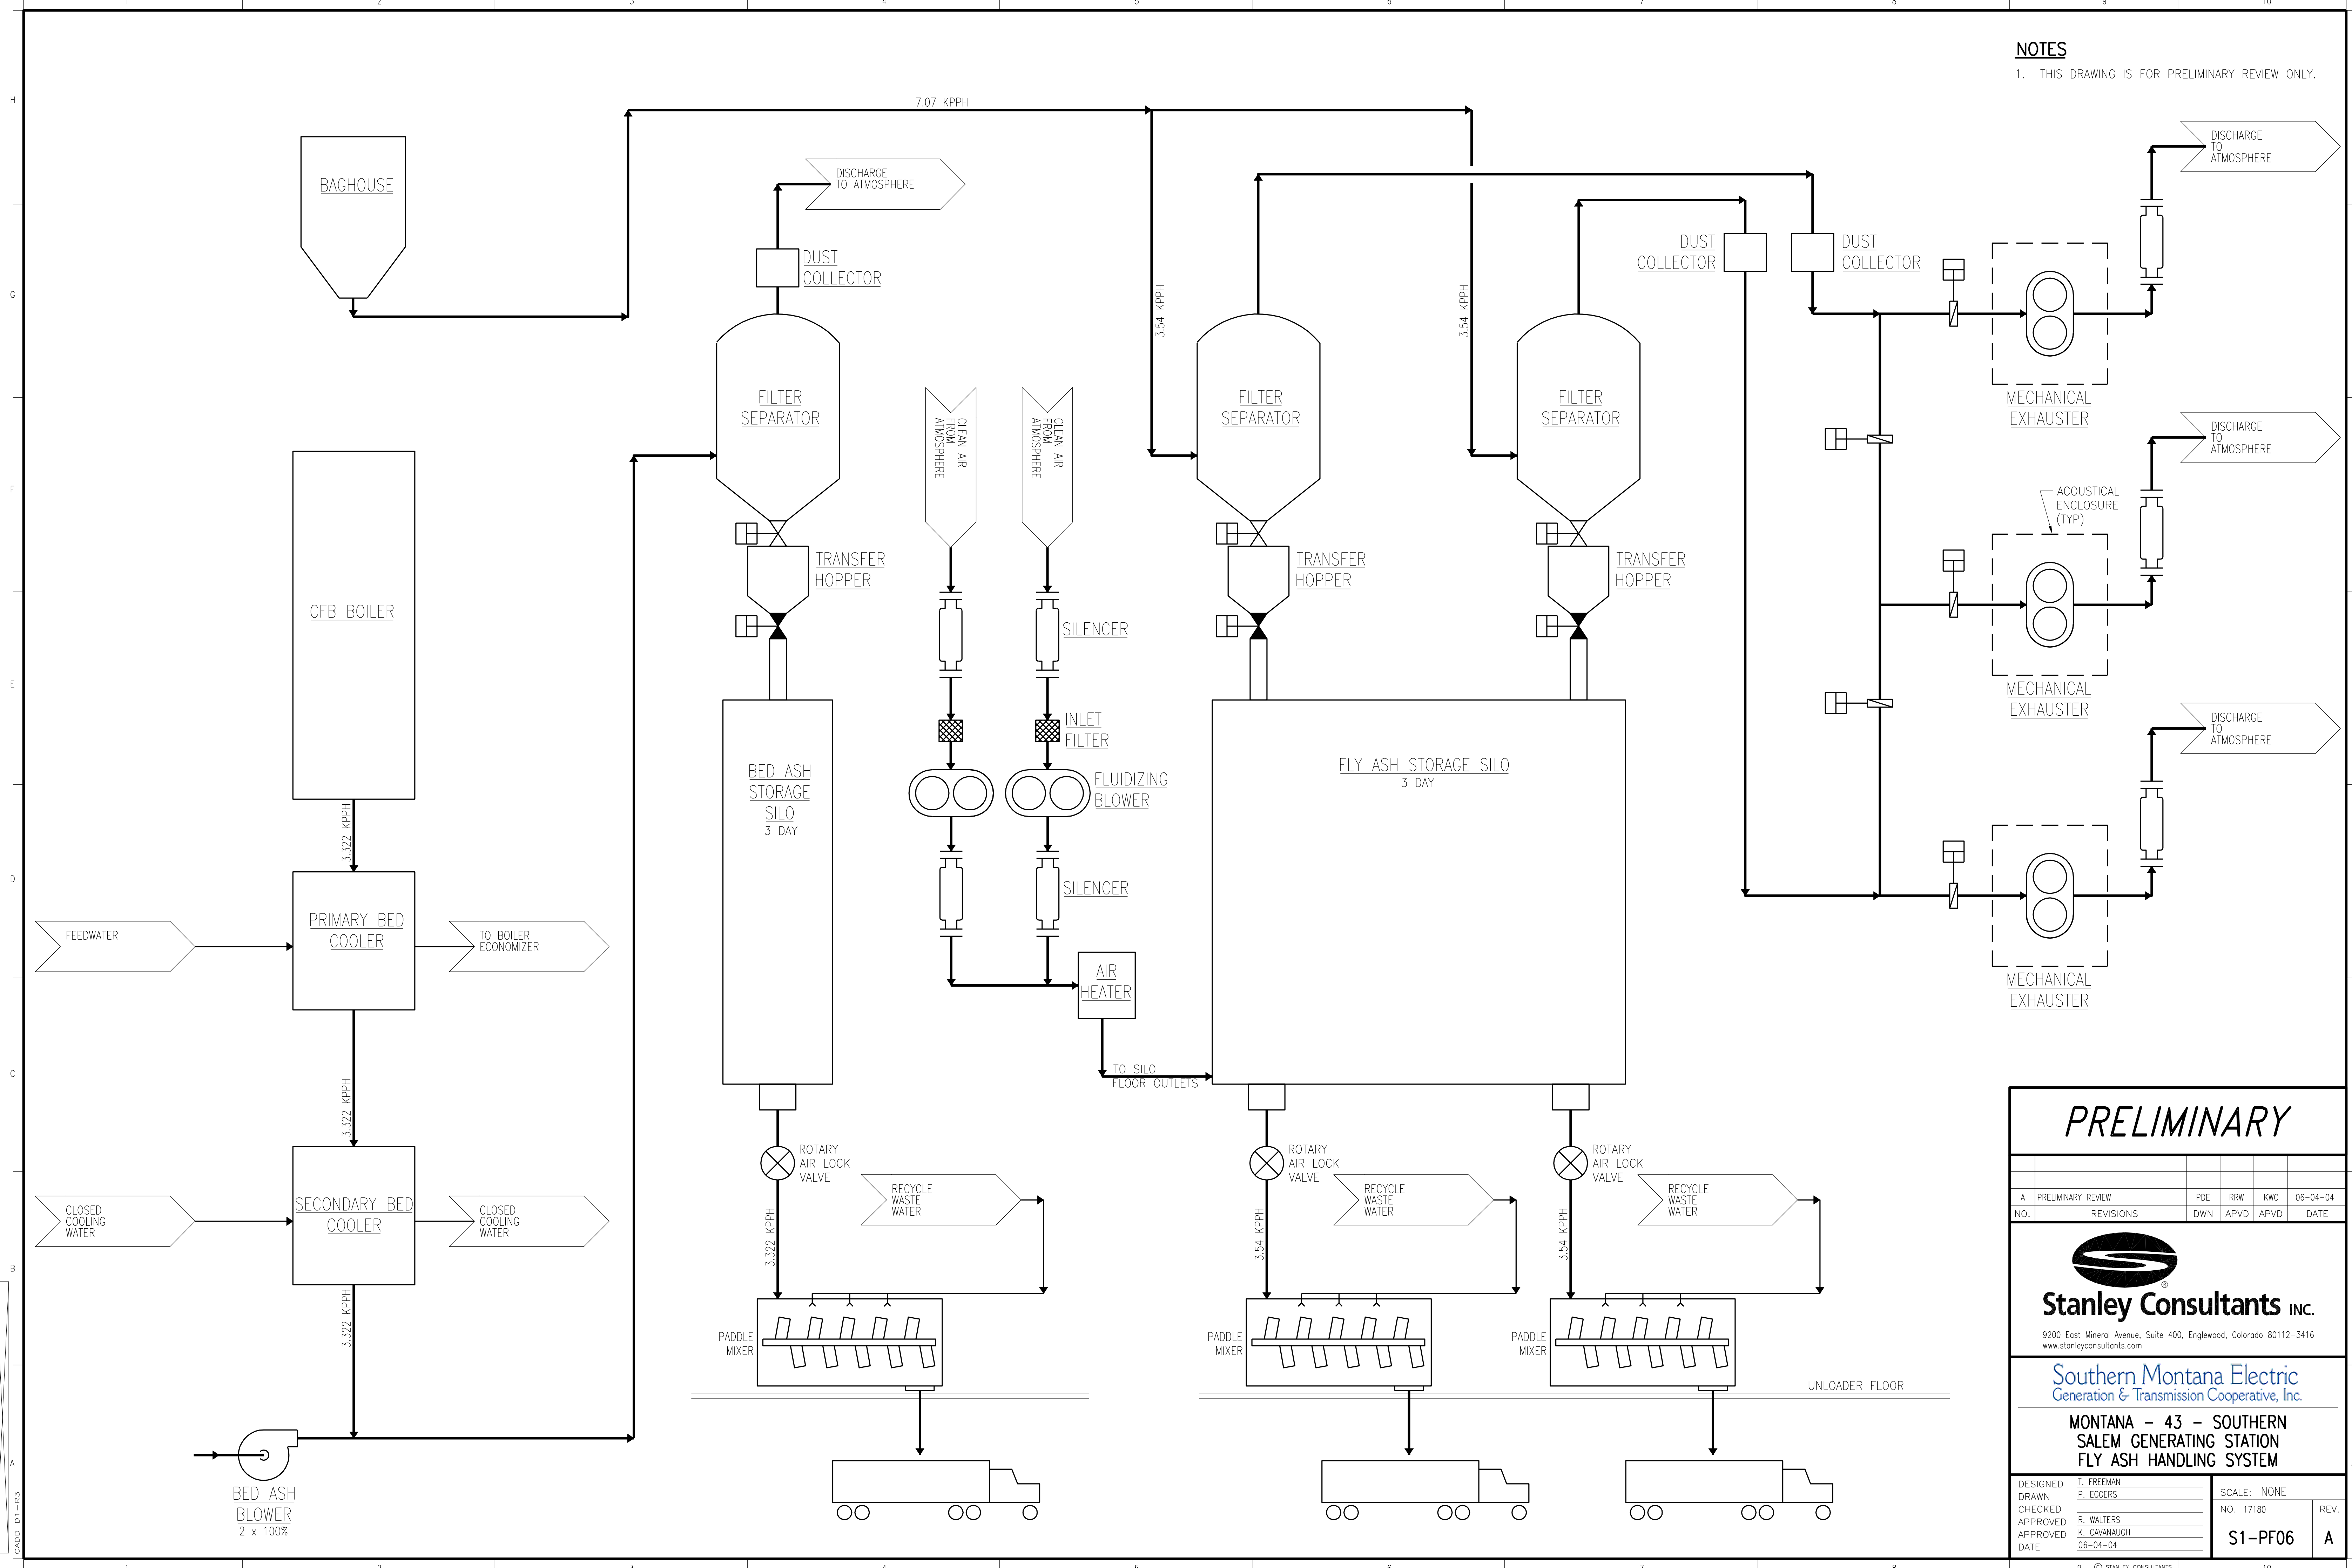 NOTES
1. THIS DRAWING IS FOR PRELIMINARY REVIEW ONLY.
7.07 KPPH
BAGHOUSE
DISCHARGE
TO ATMOSPHERE
DUST
COLLECTOR
3.54 KPPH
3.54 KPPH
DUST
COLLECTOR
DUST
COLLECTOR
DISCHARGE
TO
ATMOSPHERE
FILTER
SEPARATOR
CLEAN AIR
FROM
ATMOSPHERE
CLEAN AIR
FROM
ATMOSPHERE
FILTER
SEPARATOR
FILTER
SEPARATOR
MECHANICAL
EXHAUSTER
DISCHARGE
TO
ATMOSPHERE
ACOUSTICAL
ENCLOSURE
(TYP)
TRANSFER
HOPPER
TRANSFER
HOPPER
TRANSFER
HOPPER
CFB BOILER
SILENCER
MECHANICAL
EXHAUSTER
INLET
FILTER
FLUIDIZING
BLOWER
BED ASH
STORAGE
SILO
3 DAY
FLY ASH STORAGE SILO
3 DAY
DISCHARGE
TO
ATMOSPHERE
3.322 KPPH
SILENCER
FEEDWATER
PRIMARY BED
COOLER
TO BOILER
ECONOMIZER
AIR
HEATER
MECHANICAL
EXHAUSTER
TO SILO
FLOOR OUTLETS
3.322 KPPH
ROTARY
AIR LOCK
VALVE
ROTARY
AIR LOCK
VALVE
ROTARY
AIR LOCK
VALVE
RECYCLE
WASTE
WATER
RECYCLE
WASTE
WATER
RECYCLE
WASTE
WATER
CLOSED
COOLING
WATER
SECONDARY BED
COOLER
CLOSED
COOLING
WATER
3.322 KPPH
3.54 KPPH
3.54 KPPH
3.322 KPPH
PADDLE
MIXER
PADDLE
MIXER
PADDLE
MIXER
UNLOADER FLOOR
BED ASH
BLOWER
2 x 100%
PRELIMINARY
A PRELIMINARY REVIEW PDE RRW KWC 06-04-04
NO. REVISIONS DWN APVD APVD DATE
®
Stanley Consultants INC.
9200 East Mineral Avenue, Suite 400, Englewood, Colorado 80112-3416
www.stanleyconsultants.com
Southern Montana Electric
Generation & Transmission Cooperative, Inc.
MONTANA - 43 - SOUTHERN
SALEM GENERATING STATION
FLY ASH HANDLING SYSTEM
DESIGNED T. FREEMAN
DRAWN P. EGGERS
CHECKED
APPROVED R. WALTERS
APPROVED K. CAVANAUGH
DATE 06-04-04
SCALE: NONE
NO. 17180 REV.
S1-PF06 A
CADD D1-R3
H
G
F
E
D
C
B
A